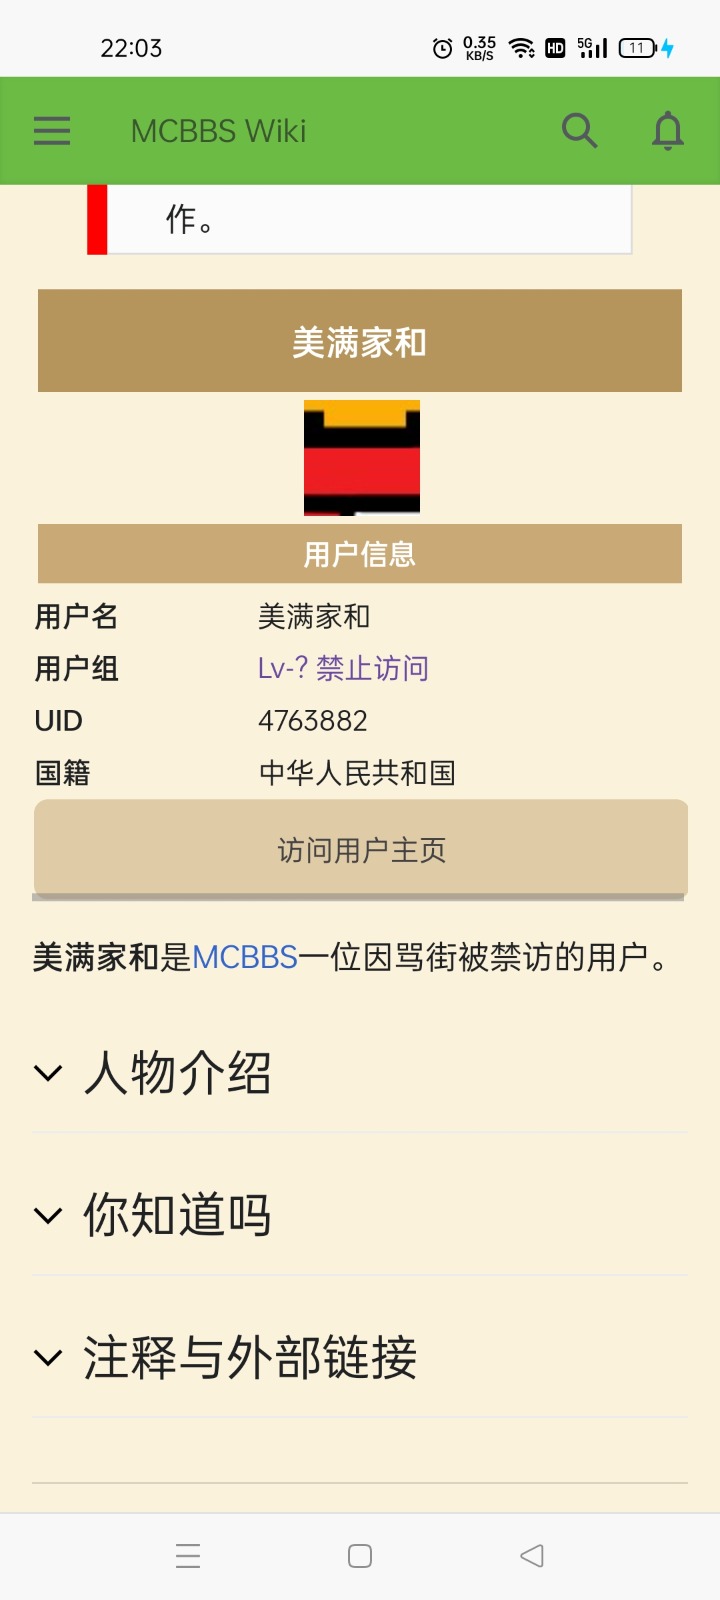 22:03
0.35
KB/S
HD
5G
11
MCBBS Wiki
作。
美满家和
用户信息
用户名 美满家和
用户组 Lv-? 禁止访问
UID 4763882
国籍 中华人民共和国
访问用户主页
美满家和是MCBBS一位因骂街被禁访的用户。
人物介绍
你知道吗
注释与外部链接